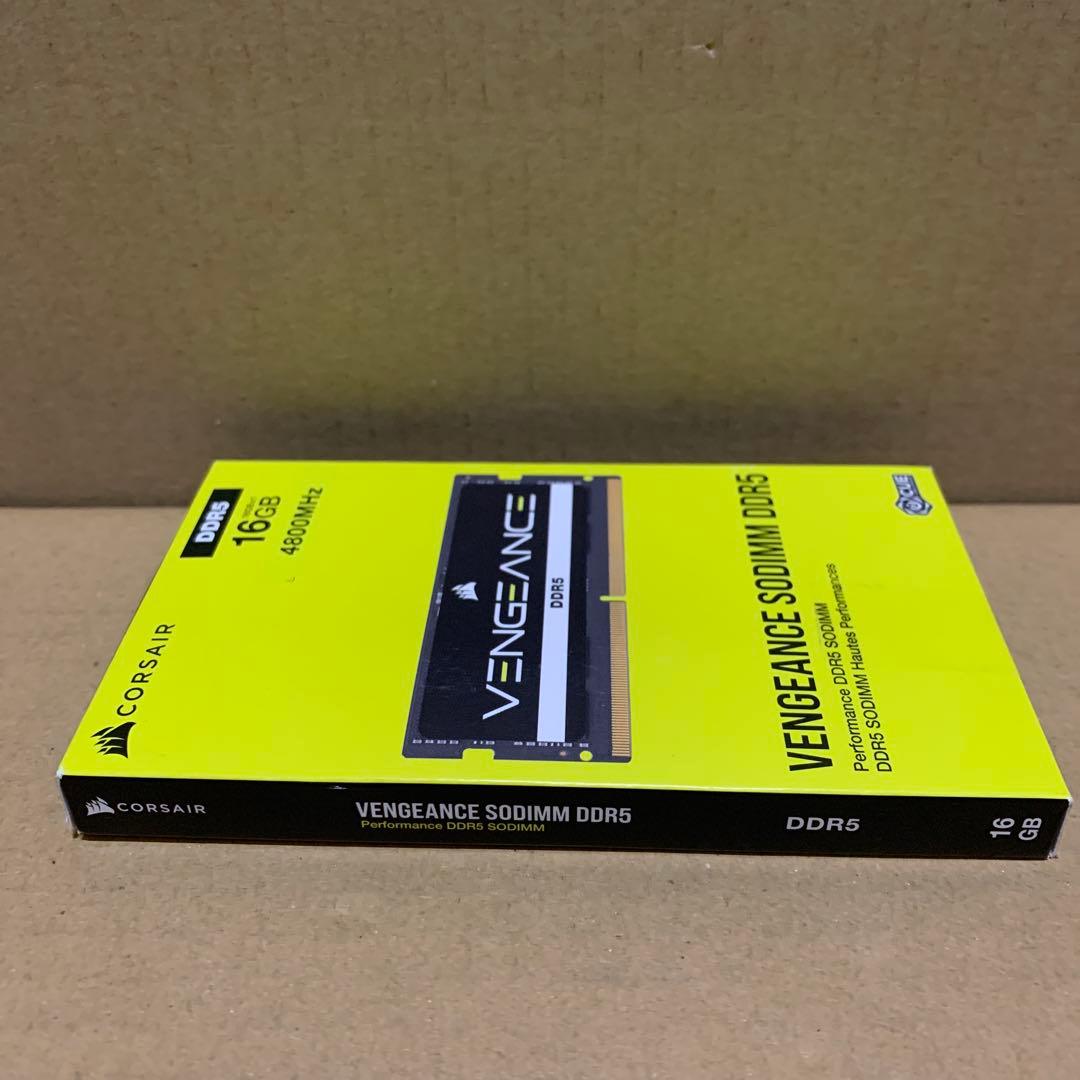 DDR5
16GB
4800MHz
CORSAIR
VENGEANCE
DDR5
VENGEANCE SODIMM DDR5
Performance DDR5 SODIMM
DDR5 SODIMM Hautes Performances
iCUE
CORSAIR
VENGEANCE SODIMM DDR5
Performance DDR5 SODIMM
DDR5
16
GB